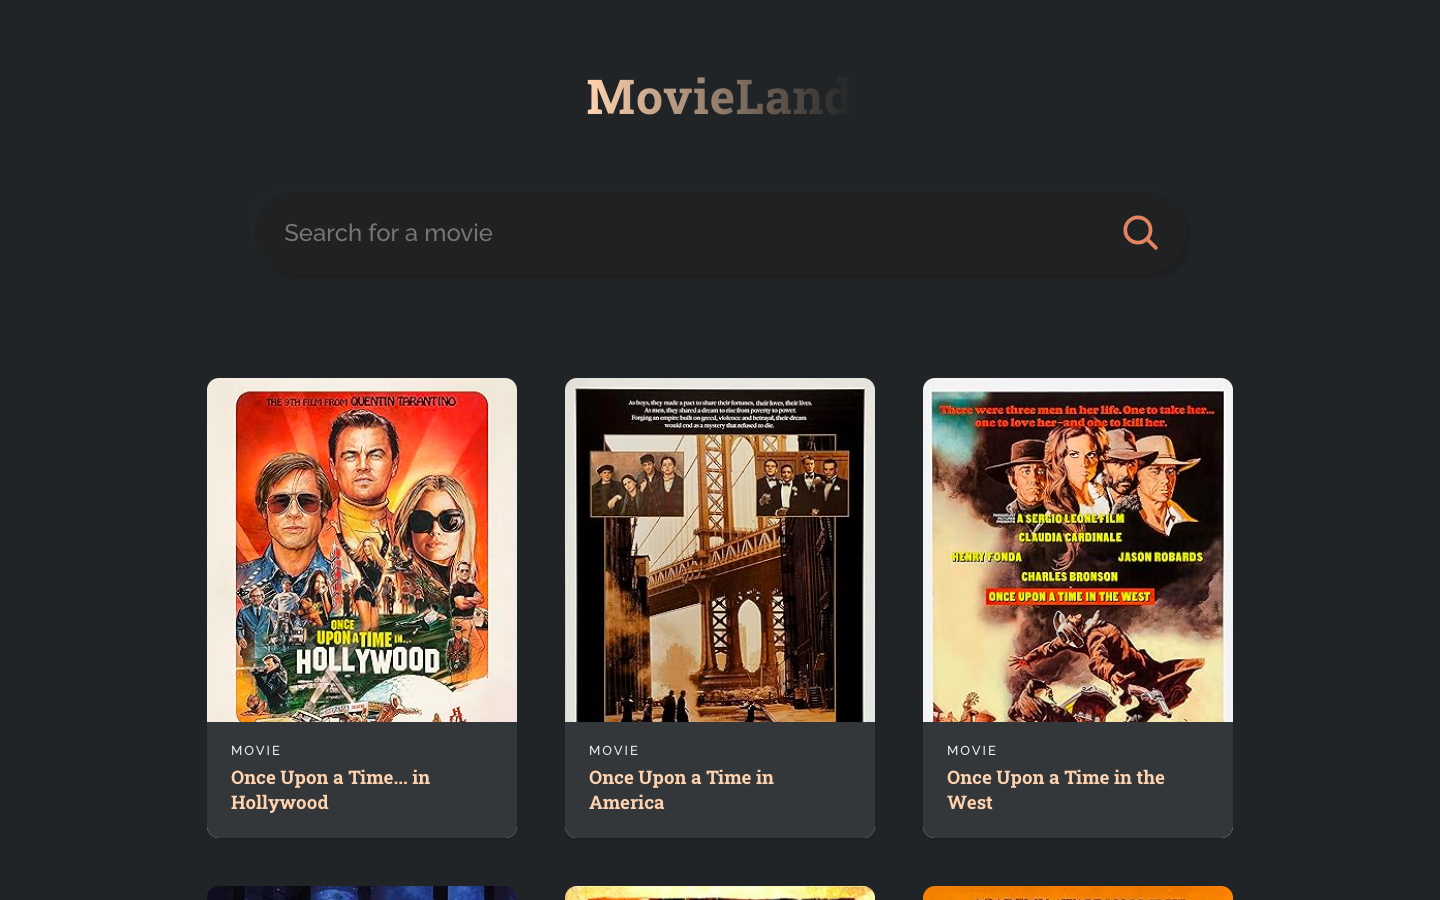 MovieLand
Search for a movie
THE 9TH FILM FROM QUENTIN TARANTINO
ONCE
UPON A TIME IN...
HOLLYWOOD
MOVIE
Once Upon a Time... in
Hollywood
As boys, they made a pact to share their fortunes, their loves, their lives.
As men, they shared a dream to rise from poverty to power.
Forging an empire built on greed, violence and betrayal, their dream
would end as a mystery that refused to die.
MOVIE
Once Upon a Time in
America
There were three men in her life. One to take her...
one to love her—and one to kill her.
A SERGIO LEONE FILM
CLAUDIA CARDINALE
HENRY FONDA
JASON ROBARDS
CHARLES BRONSON
ONCE UPON A TIME IN THE WEST
MOVIE
Once Upon a Time in the
West